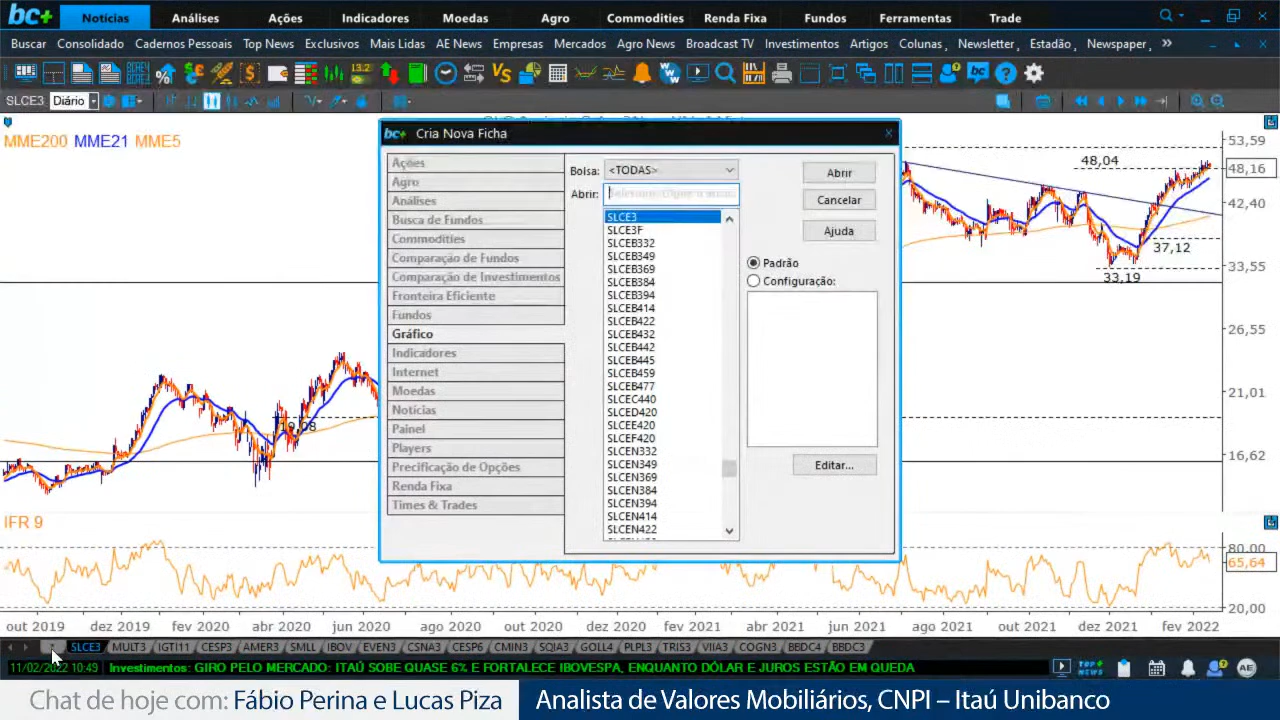 bc+ Notícias Análises Ações Indicadores Moedas Agro Commodities Renda Fixa Fundos Ferramentas Trade
Buscar Consolidado Cadernos Pessoais Top News Exclusivos Mais Lidas AE News Empresas Mercados Agro News Broadcast TV Investimentos Artigos Colunas Newsletter Estadão Newspaper »
SLCE3 Diário
MME200 MME21 MME5
bc+ Cria Nova Ficha
Ações
Agro
Análises
Busca de Fundos
Commodities
Comparação de Fundos
Comparação de Investimentos
Fronteira Eficiente
Fundos
Gráfico
Indicadores
Internet
Moedas
Notícias
Painel
Players
Precificação de Opções
Renda Fixa
Times & Trades
Bolsa: <TODAS>
Abrir:
SLCE3
SLCE3F
SLCEB332
SLCEB349
SLCEB369
SLCEB384
SLCEB394
SLCEB414
SLCEB422
SLCEB432
SLCEB442
SLCEB445
SLCEB459
SLCEB477
SLCEC440
SLCED420
SLCEE420
SLCEF420
SLCEN332
SLCEN349
SLCEN369
SLCEN384
SLCEN394
SLCEN414
SLCEN422
Abrir
Cancelar
Ajuda
Padrão
Configuração:
Editar...
48,04
37,12
33,19
19,08
53,59
48,16
42,40
33,55
26,55
21,01
16,62
IFR 9
80,00
65,64
20,00
out 2019 dez 2019 fev 2020 abr 2020 jun 2020 ago 2020 out 2020 dez 2020 fev 2021 abr 2021 jun 2021 ago 2021 out 2021 dez 2021 fev 2022
SLCE3 MULT3 IGTI11 CESP3 AMER3 SMLL IBOV EVEN3 CSNA3 CESP6 CMIN3 SQIA3 GOLL4 PLPL3 TRIS3 VIIA3 COGN3 BBDC4 BBDC3
11/02/2022 10:49 Investimentos: GIRO PELO MERCADO: ITAÚ SOBE QUASE 6% E FORTALECE IBOVESPA, ENQUANTO DÓLAR E JUROS ESTÃO EM QUEDA
TOP NEWS AE
Chat de hoje com: Fábio Perina e Lucas Piza
Analista de Valores Mobiliários, CNPI – Itaú Unibanco